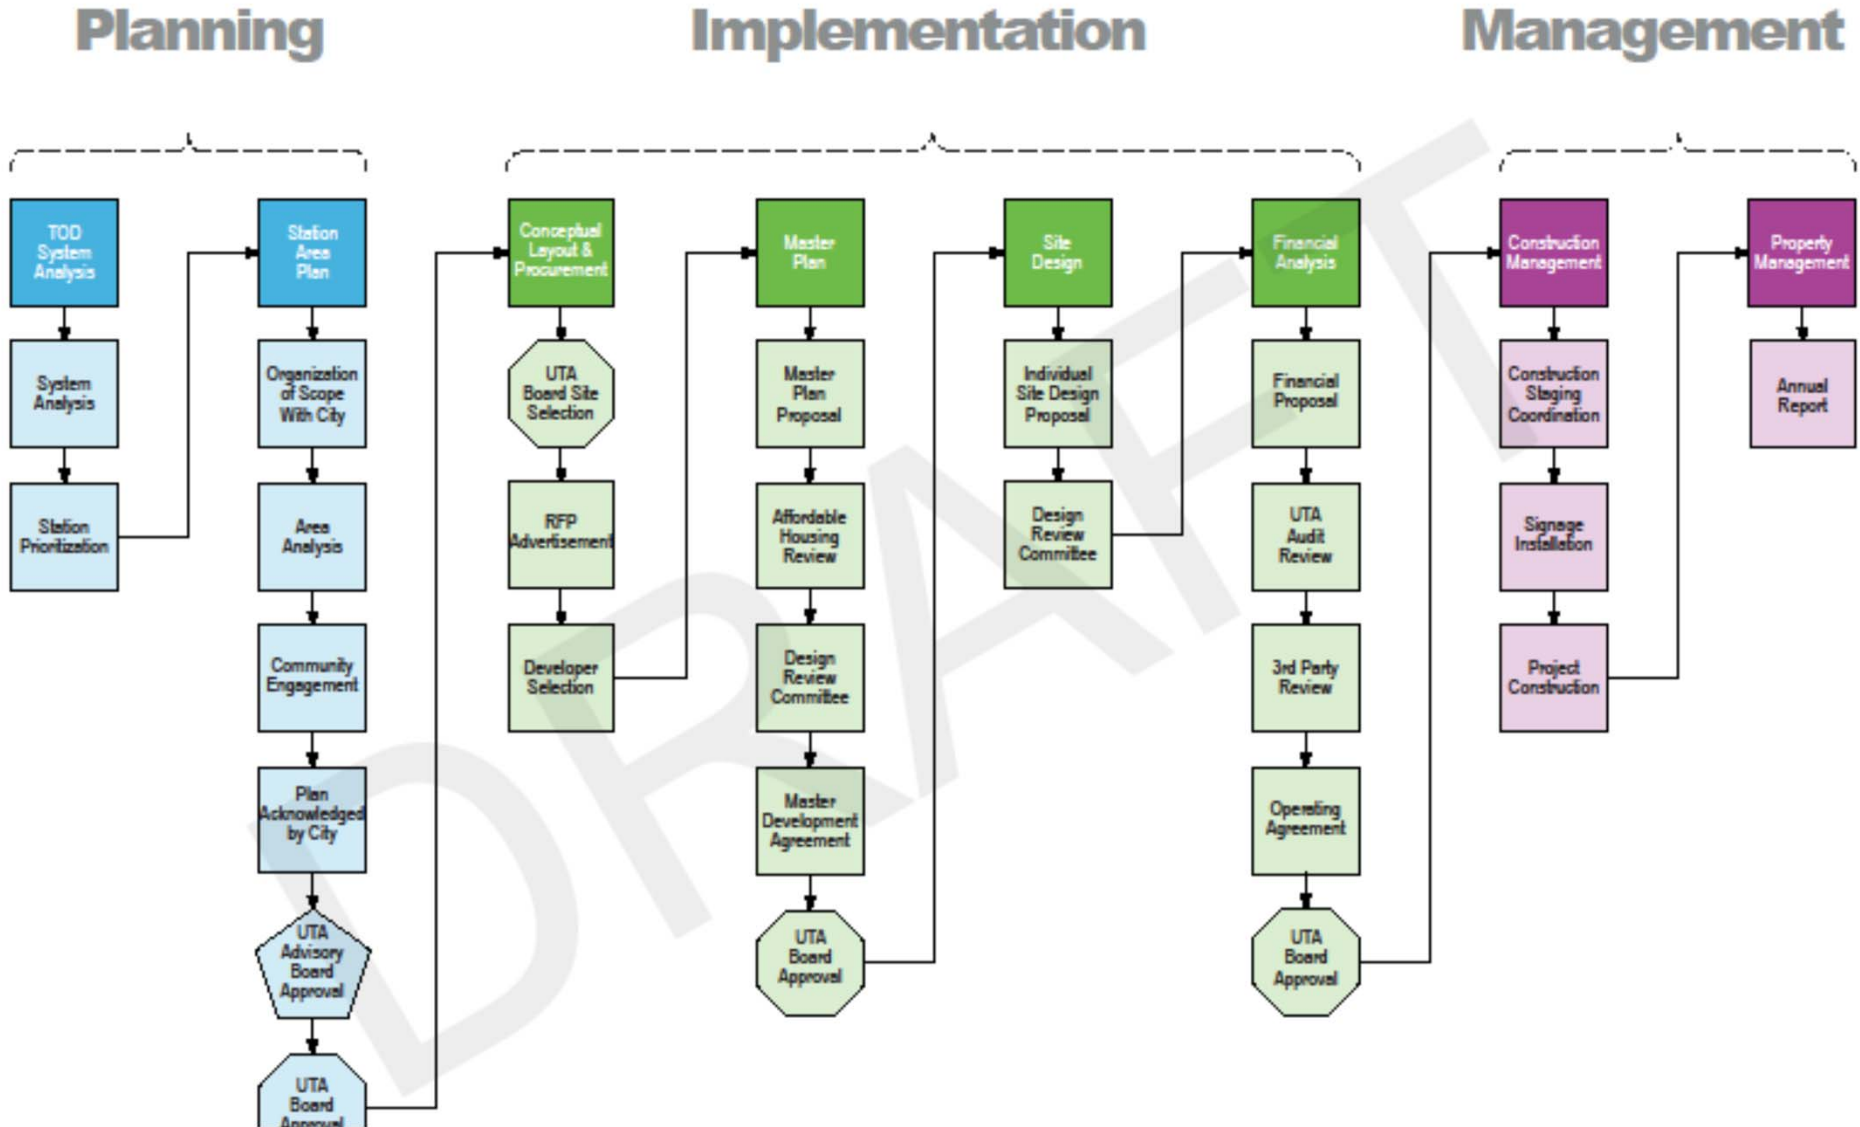 Planning
Implementation
Management
TOD
System
Analysis
System
Analysis
Station
Prioritization
Station
Area
Plan
Organization
of Scope
With City
Area
Analysis
Community
Engagement
Plan
Acknowledged
by City
UTA
Advisory
Board
Approval
UTA
Board
Approval
Conceptual
Layout &
Procurement
UTA
Board Site
Selection
RFP
Advertisement
Developer
Selection
Master
Plan
Master
Plan
Proposal
Affordable
Housing
Review
Design
Review
Committee
Master
Development
Agreement
UTA
Board
Approval
Site
Design
Individual
Site Design
Proposal
Design
Review
Committee
Financial
Analysis
Financial
Proposal
UTA
Audit
Review
3rd Party
Review
Operating
Agreement
UTA
Board
Approval
Construction
Management
Construction
Staging
Coordination
Signage
Installation
Project
Construction
Property
Management
Annual
Report
DRAFT